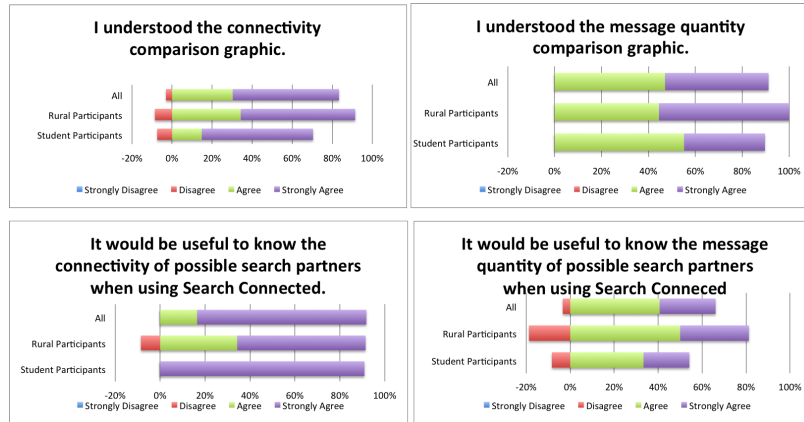 I understood the connectivity
comparison graphic.
All
Rural Participants
Student Participants
-20% 0% 20% 40% 60% 80% 100%
Strongly Disagree Disagree Agree Strongly Agree
I understood the message quantity
comparison graphic.
All
Rural Participants
Student Participants
-20% 0% 20% 40% 60% 80% 100%
Strongly Disagree Disagree Agree Strongly Agree
It would be useful to know the
connectivity of possible search partners
when using Search Connected.
All
Rural Participants
Student Participants
-20% 0% 20% 40% 60% 80% 100%
Strongly Disagree Disagree Agree Strongly Agree
It would be useful to know the message
quantity of possible search partners
when using Search Conneced
All
Rural Participants
Student Participants
-20% 0% 20% 40% 60% 80% 100%
Strongly Disagree Disagree Agree Strongly Agree